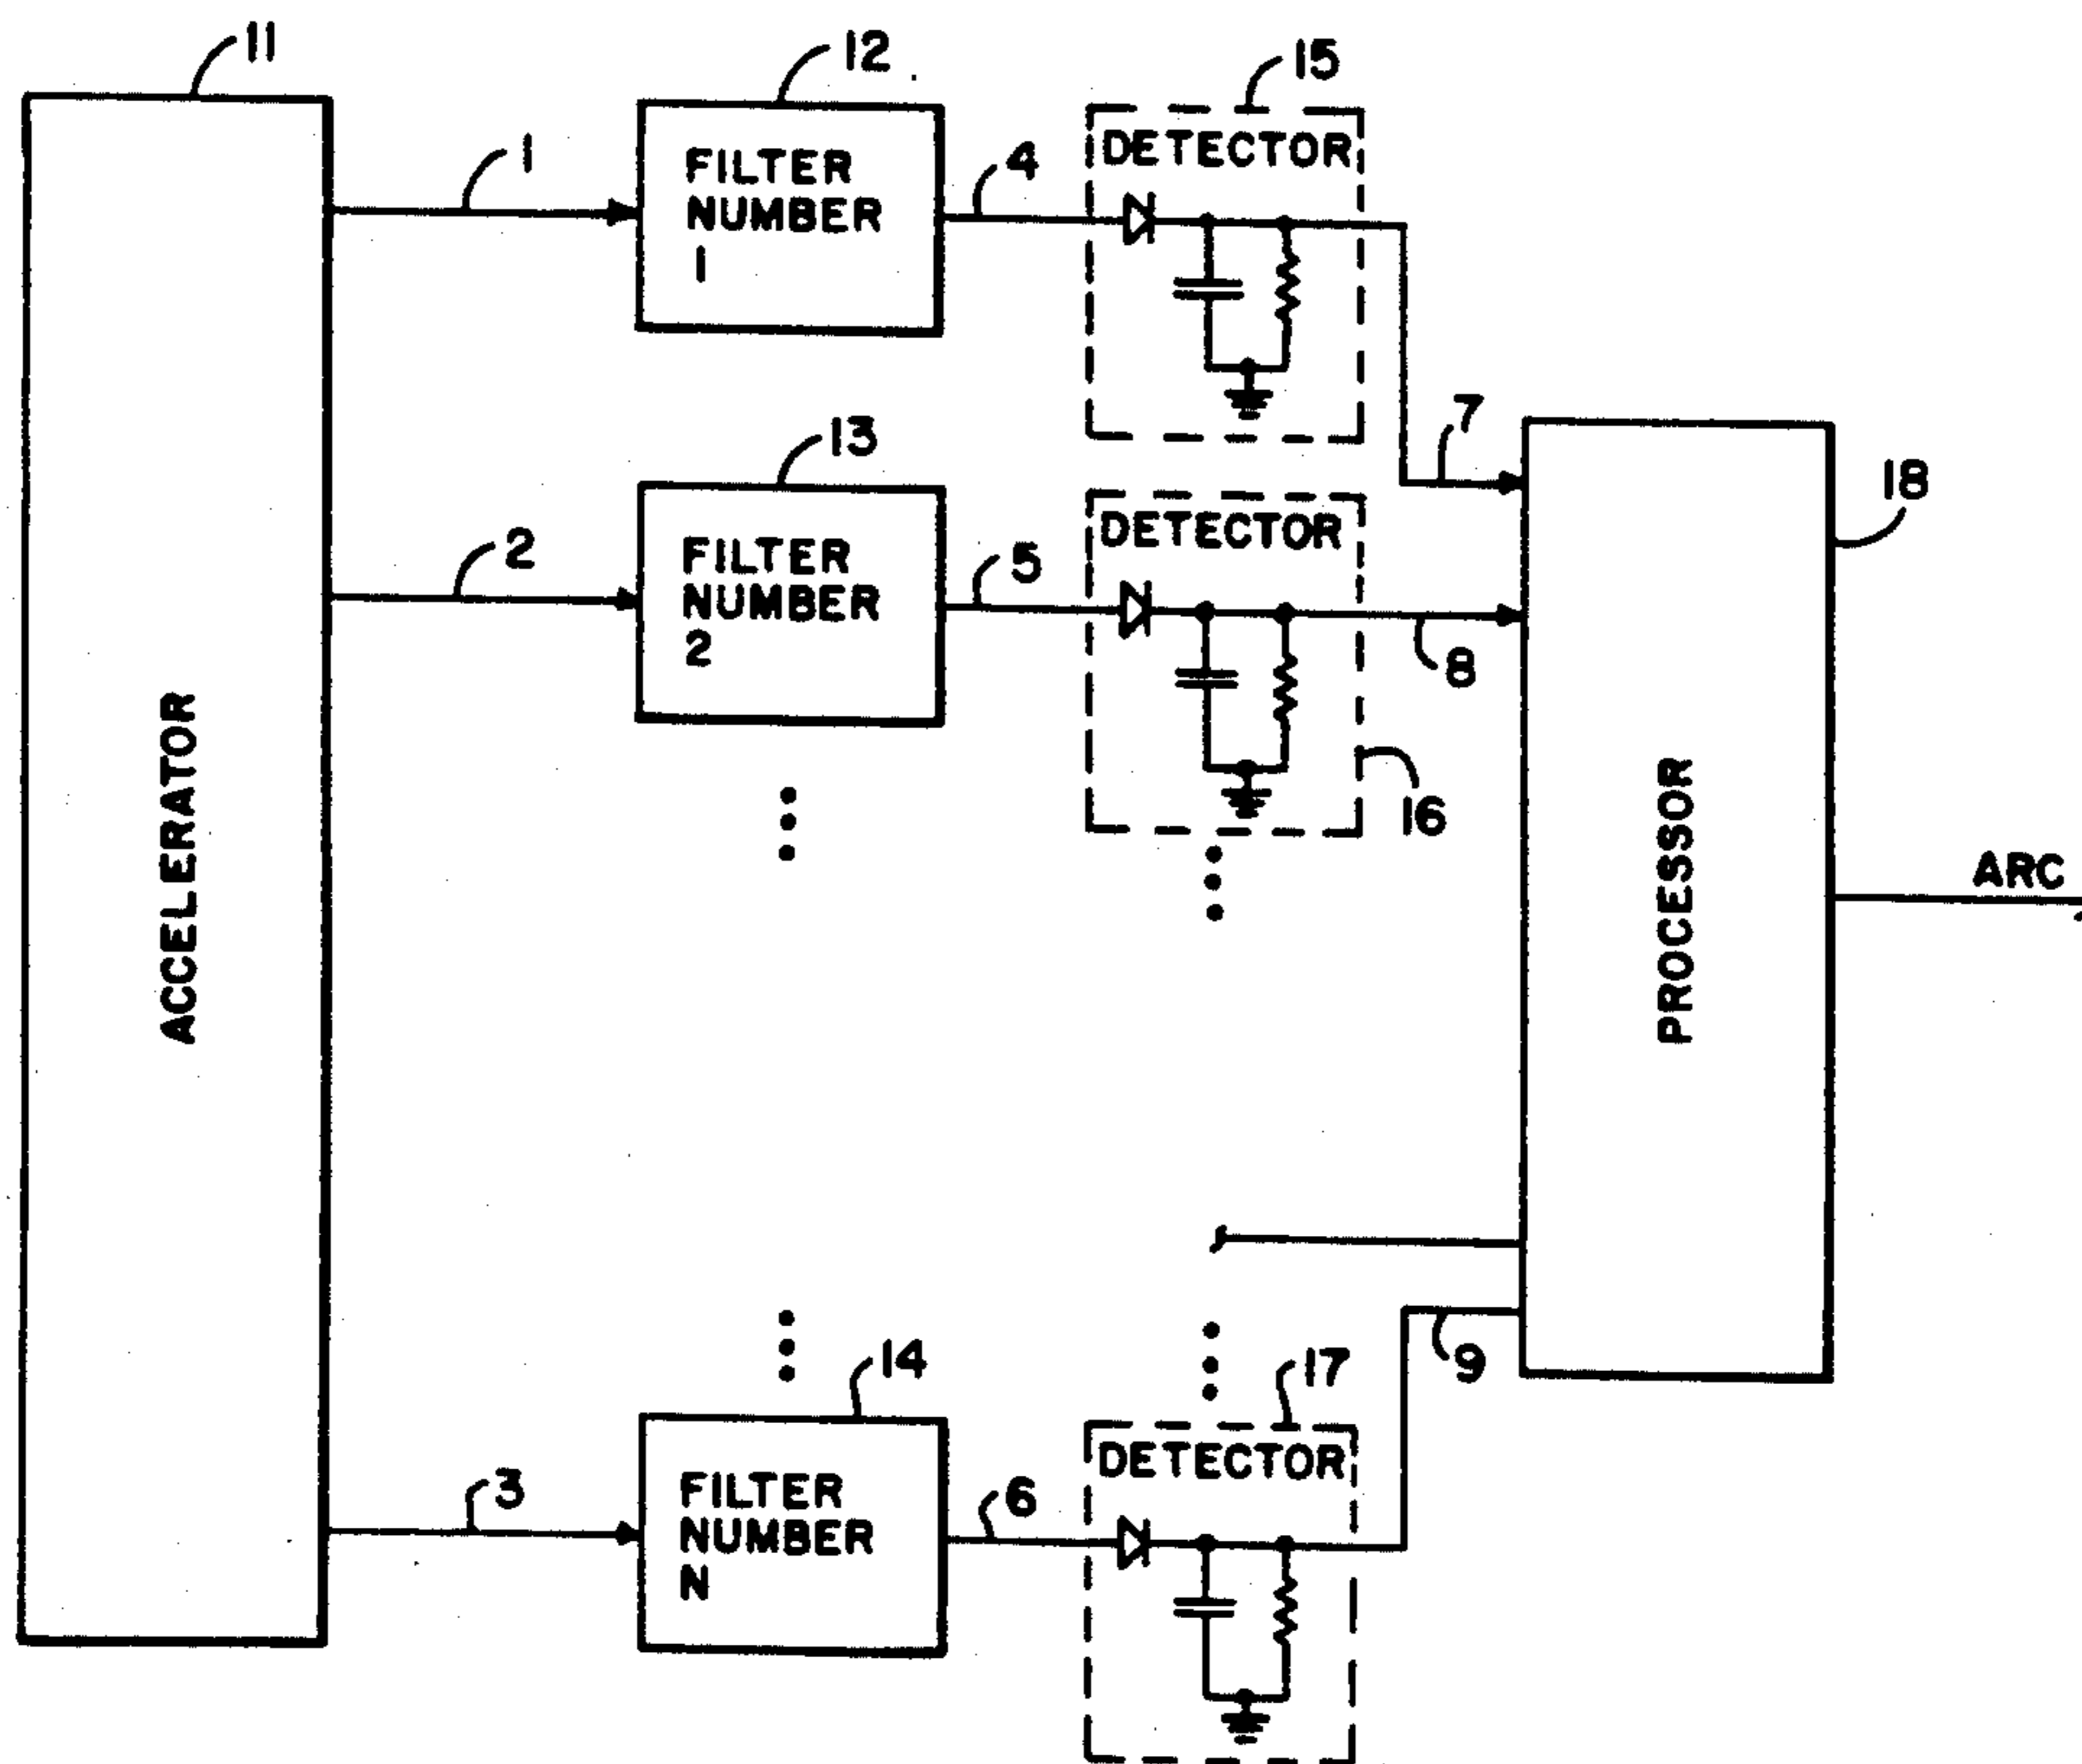 11
12
15
1
FILTER
NUMBER
1
4
DETECTOR
7
18
13
2
FILTER
NUMBER
2
5
DETECTOR
8
16
ACCELERATOR
PROCESSOR
ARC
9
14
17
3
FILTER
NUMBER
N
6
DETECTOR